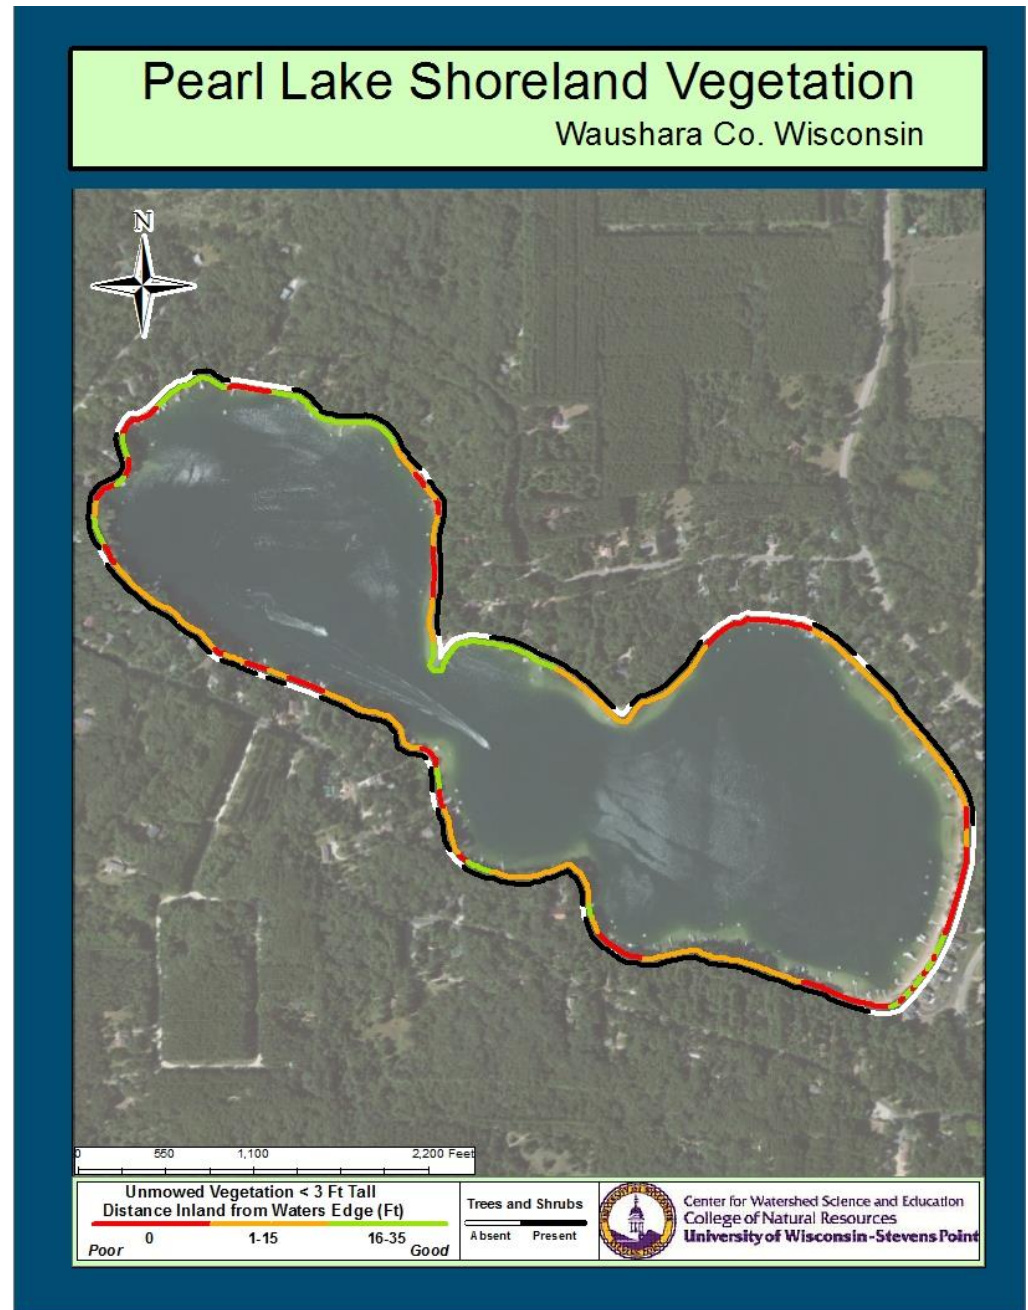 Pearl Lake Shoreland Vegetation
Waushara Co. Wisconsin
N
0 550 1,100 2,200 Feet
Unmowed Vegetation < 3 Ft Tall
Distance Inland from Waters Edge (Ft)
0 1-15 16-35
Poor Good
Trees and Shrubs
Absent Present
Center for Watershed Science and Education
College of Natural Resources
University of Wisconsin-Stevens Point